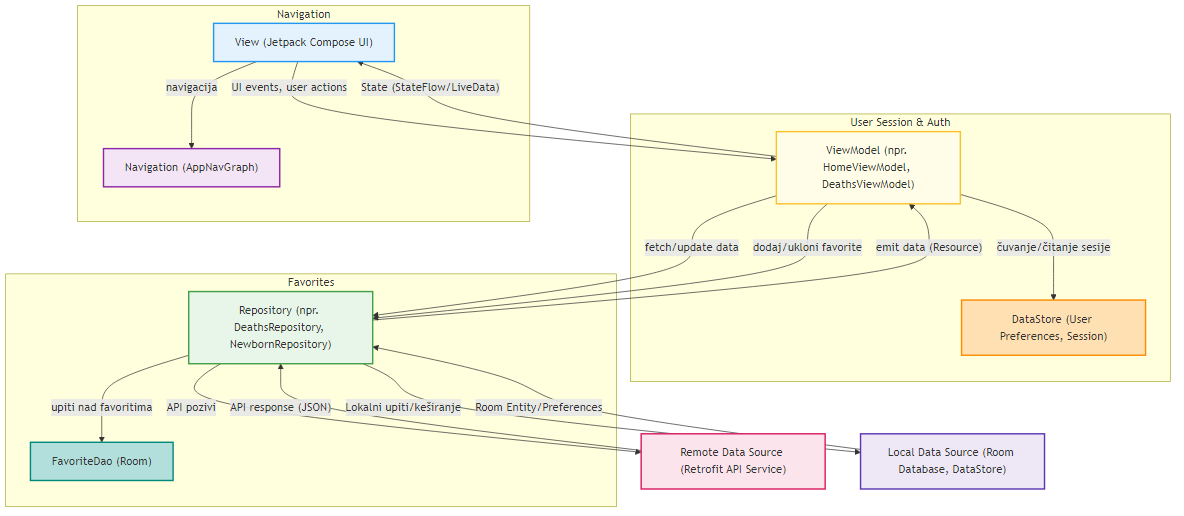 Navigation
View (Jetpack Compose UI)
navigacija
UI events, user actions
State (StateFlow/LiveData)
Navigation (AppNavGraph)
User Session & Auth
ViewModel (npr.
HomeViewModel,
DeathsViewModel)
fetch/update data
dodaj/ukloni favorite
emit data (Resource)
čuvanje/čitanje sesije
DataStore (User
Preferences, Session)
Favorites
Repository (npr.
DeathsRepository,
NewbornRepository)
upiti nad favoritima
API pozivi
API response (JSON)
Lokalni upiti/keširanje
Room Entity/Preferences
FavoriteDao (Room)
Remote Data Source
(Retrofit API Service)
Local Data Source (Room
Database, DataStore)